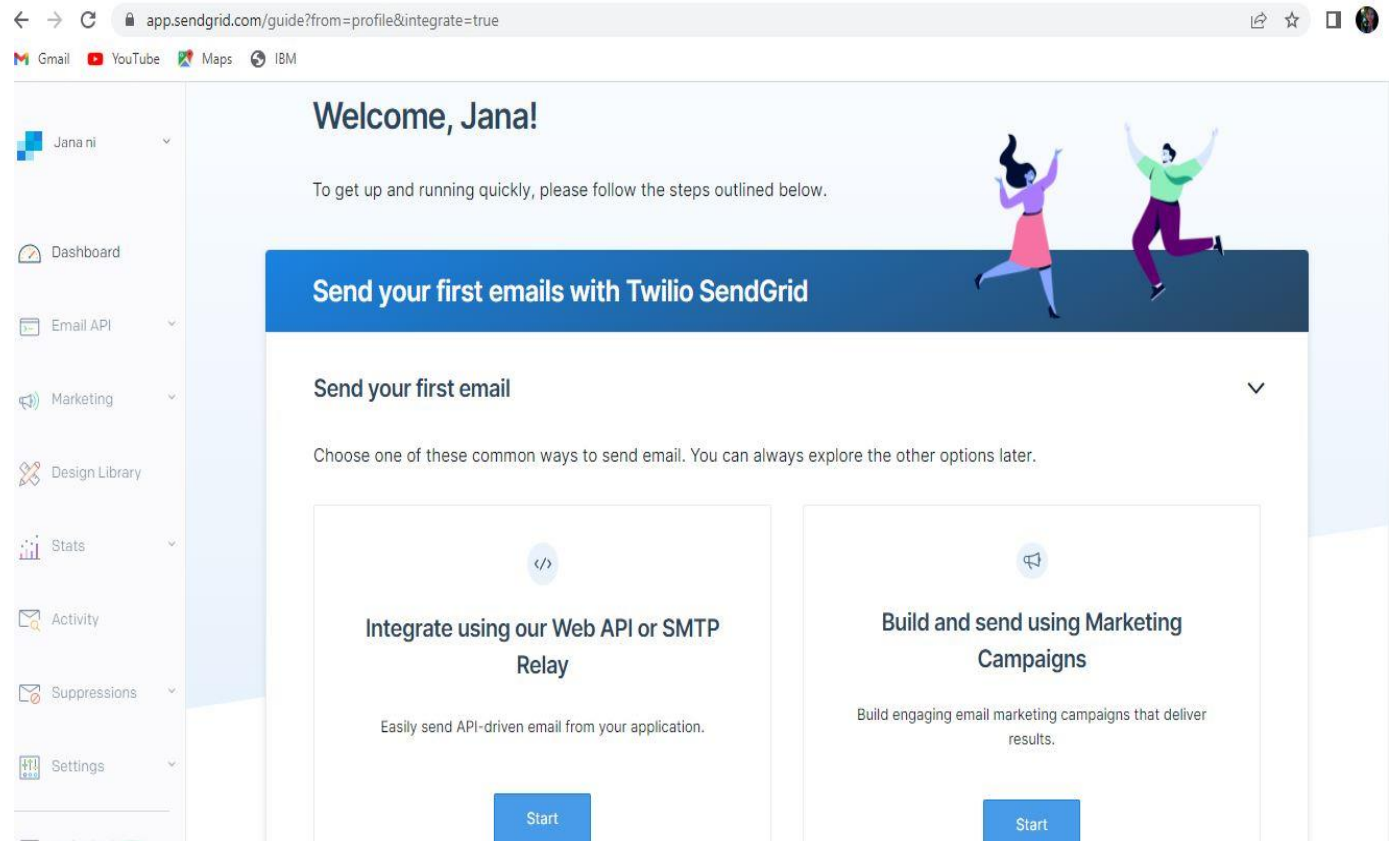 app.sendgrid.com/guide?from=profile&integrate=true
Gmail YouTube Maps IBM
Jana ni
Dashboard
Email API
Marketing
Design Library
Stats
Activity
Suppressions
Settings
Welcome, Jana!
To get up and running quickly, please follow the steps outlined below.
Send your first emails with Twilio SendGrid
Send your first email
Choose one of these common ways to send email. You can always explore the other options later.
</>
Integrate using our Web API or SMTP
Relay
Easily send API-driven email from your application.
Start
Build and send using Marketing
Campaigns
Build engaging email marketing campaigns that deliver
results.
Start